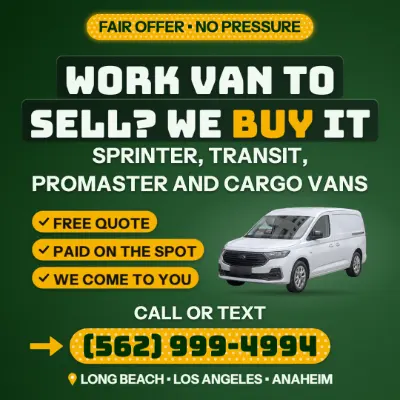 FAIR OFFER • NO PRESSURE
WORK VAN TO
SELL? WE BUY IT
SPRINTER, TRANSIT,
PROMASTER AND CARGO VANS
FREE QUOTE
PAID ON THE SPOT
WE COME TO YOU
CALL OR TEXT
(562) 999-4994
LONG BEACH • LOS ANGELES • ANAHEIM